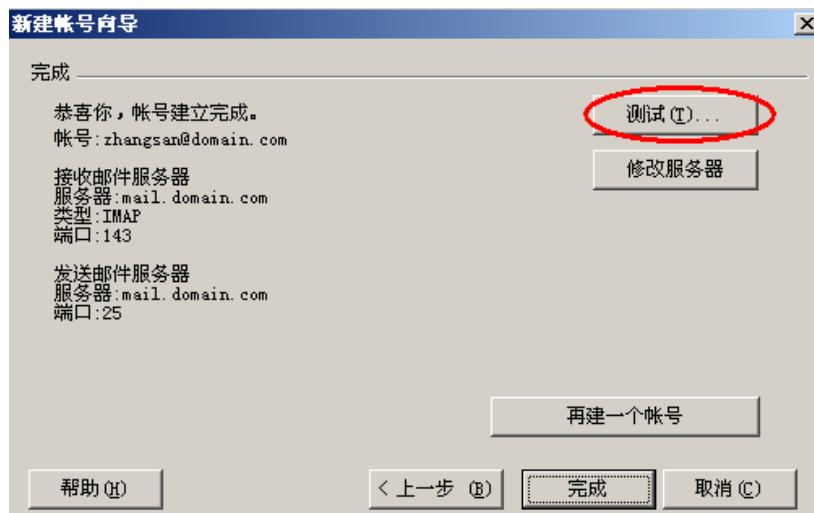 新建帐号向导
完成
恭喜你，帐号建立完成。
帐号:zhangsan@domain.com
测试(T)...
修改服务器
接收邮件服务器
服务器:mail.domain.com
类型:IMAP
端口:143
发送邮件服务器
服务器:mail.domain.com
端口:25
再建一个帐号
帮助(H)
<上一步 (B)
完成
取消(C)